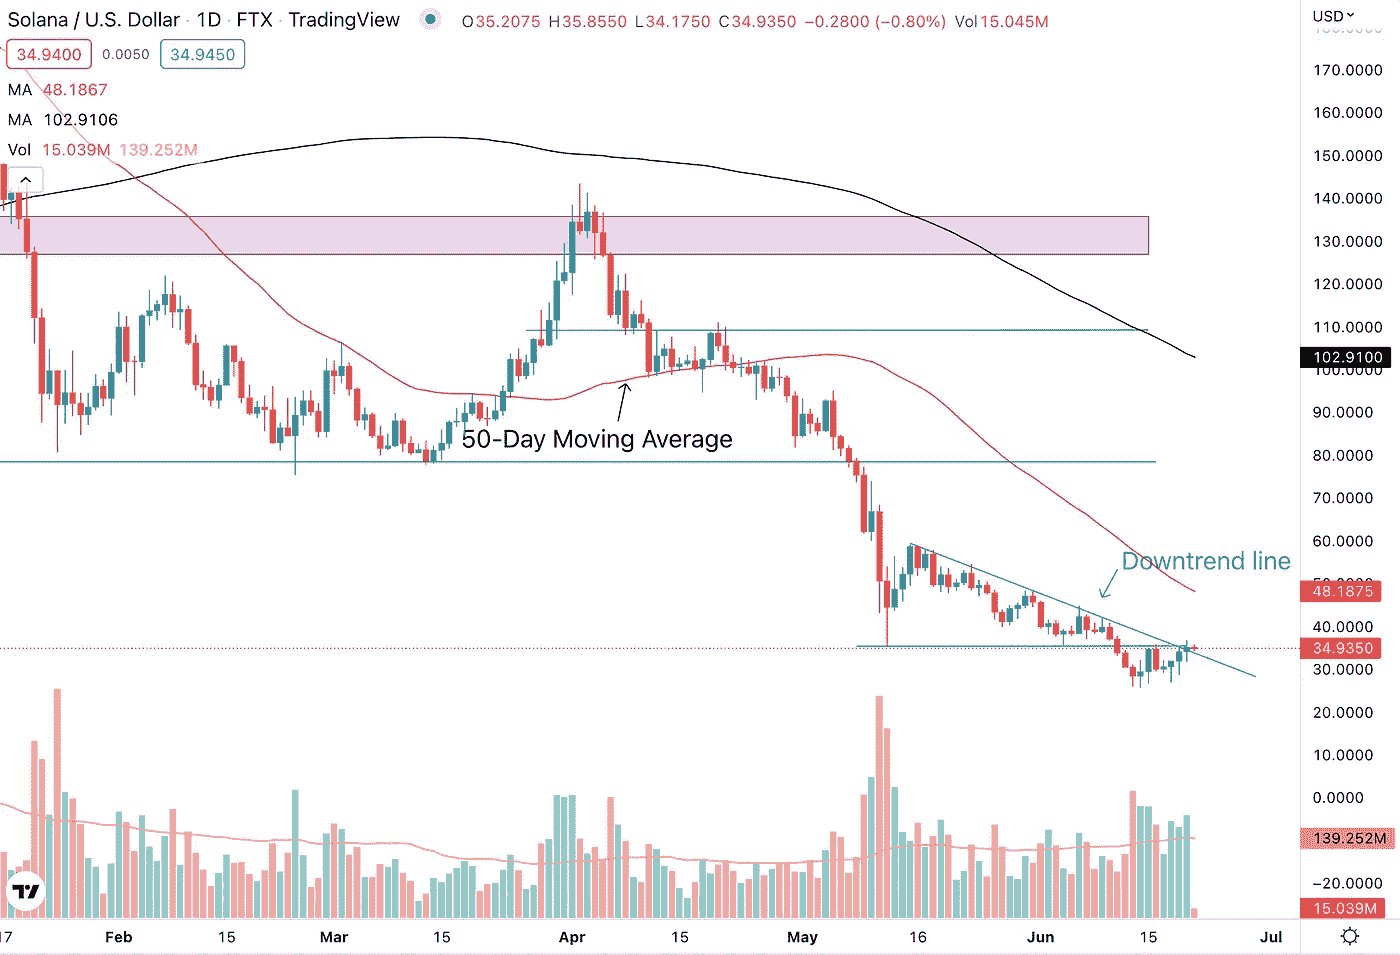 Solana / U.S. Dollar · 1D · FTX · TradingView O35.2075 H35.8550 L34.1750 C34.9350 −0.2800 (−0.80%) Vol15.045M
USD
34.9400 0.0050 34.9450
MA 48.1867
MA 102.9106
Vol 15.039M 139.252M
170.0000
160.0000
150.0000
140.0000
130.0000
120.0000
110.0000
102.9100
100.0000
90.0000
50-Day Moving Average
80.0000
70.0000
60.0000
Downtrend line
48.1875
40.0000
34.9350
30.0000
20.0000
10.0000
0.0000
139.252M
−20.0000
15.039M
17 Feb 15 Mar 15 Apr 15 May 16 Jun 15 Jul